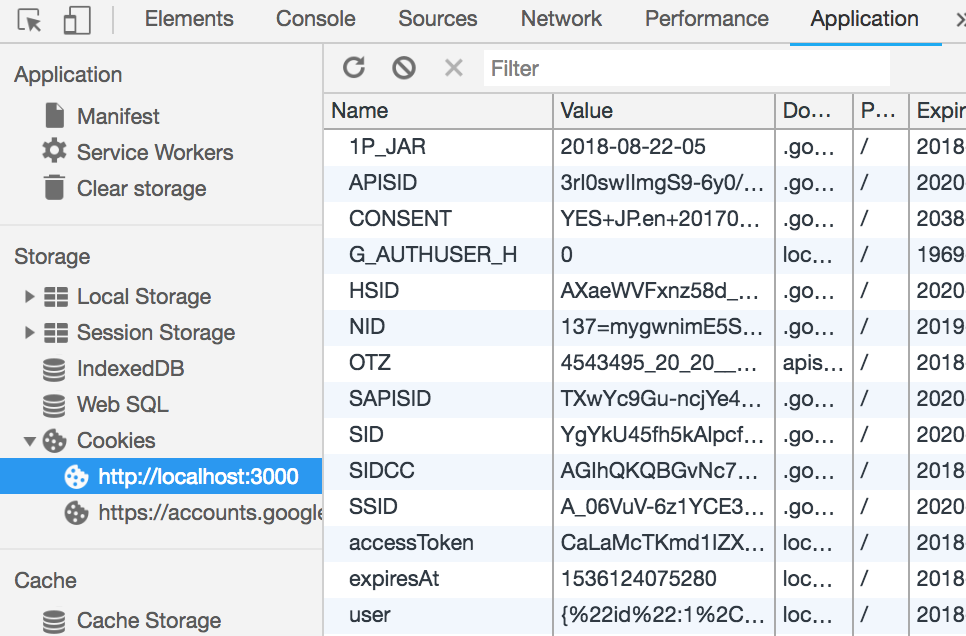 Elements Console Sources Network Performance Application »
Filter
Application
Manifest
Service Workers
Clear storage
Storage
Local Storage
Session Storage
IndexedDB
Web SQL
Cookies
http://localhost:3000
https://accounts.google
Cache
Cache Storage
Name Value Do... P... Expir
1P_JAR 2018-08-22-05 .go... / 2018
APISID 3rI0swIlmgS9-6y0/... .go... / 2020
CONSENT YES+JP.en+20170... .go... / 2038
G_AUTHUSER_H 0 loc... / 1969
HSID AXaeWVFxnz58d_... .go... / 2020
NID 137=mygwnimE5S... .go... / 2019
OTZ 4543495_20_20__... apis... / 2018
SAPISID TXwYc9Gu-ncjYe4... .go... / 2020
SID YgYkU45fh5kAlpcf... .go... / 2020
SIDCC AGlhQKQBGvNc7... .go... / 2018
SSID A_06VuV-6z1YCE3... .go... / 2020
accessToken CaLaMcTKmd1IZX... loc... / 2018
expiresAt 1536124075280 loc... / 2018
user {%22id%22:1%2C... loc... / 2018